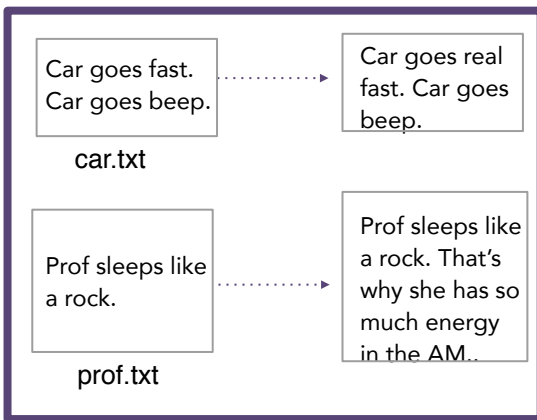 Car goes fast.
Car goes beep.
car.txt
Car goes real
fast. Car goes
beep.
Prof sleeps like
a rock.
prof.txt
Prof sleeps like
a rock. That's
why she has so
much energy
in the AM..